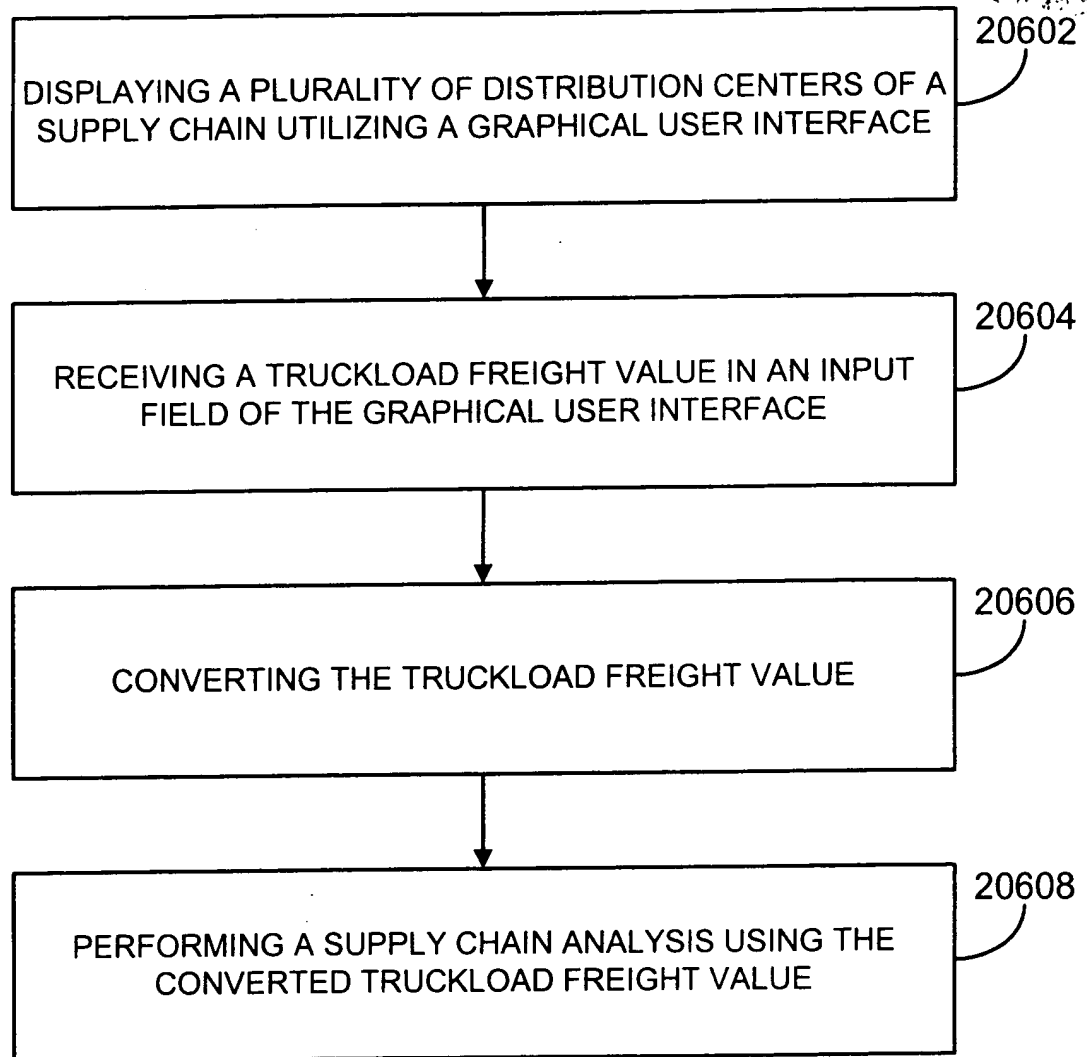 20602
DISPLAYING A PLURALITY OF DISTRIBUTION CENTERS OF A
SUPPLY CHAIN UTILIZING A GRAPHICAL USER INTERFACE
20604
RECEIVING A TRUCKLOAD FREIGHT VALUE IN AN INPUT
FIELD OF THE GRAPHICAL USER INTERFACE
20606
CONVERTING THE TRUCKLOAD FREIGHT VALUE
20608
PERFORMING A SUPPLY CHAIN ANALYSIS USING THE
CONVERTED TRUCKLOAD FREIGHT VALUE